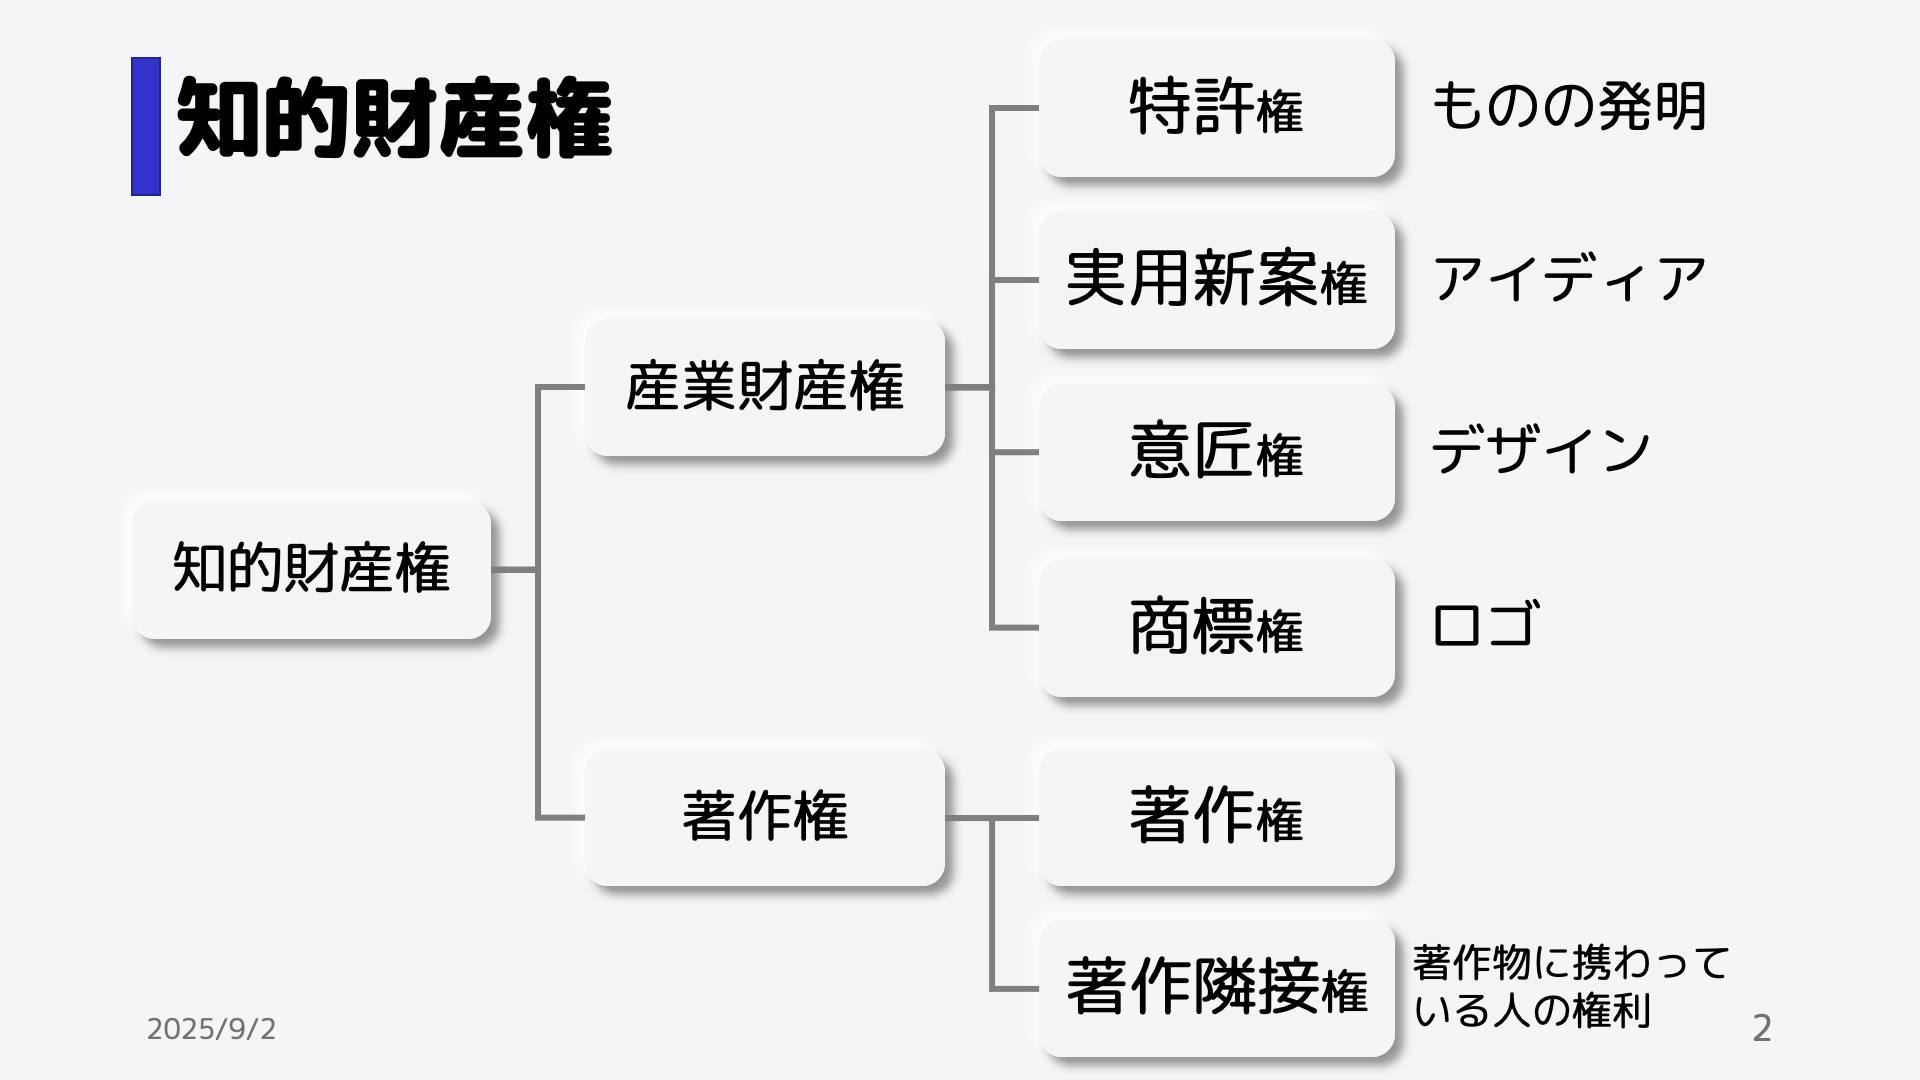 知的財産権
知的財産権
産業財産権
特許権
ものの発明
実用新案権
アイディア
意匠権
デザイン
商標権
ロゴ
著作権
著作権
著作隣接権
著作物に携わって
いる人の権利
2025/9/2
2